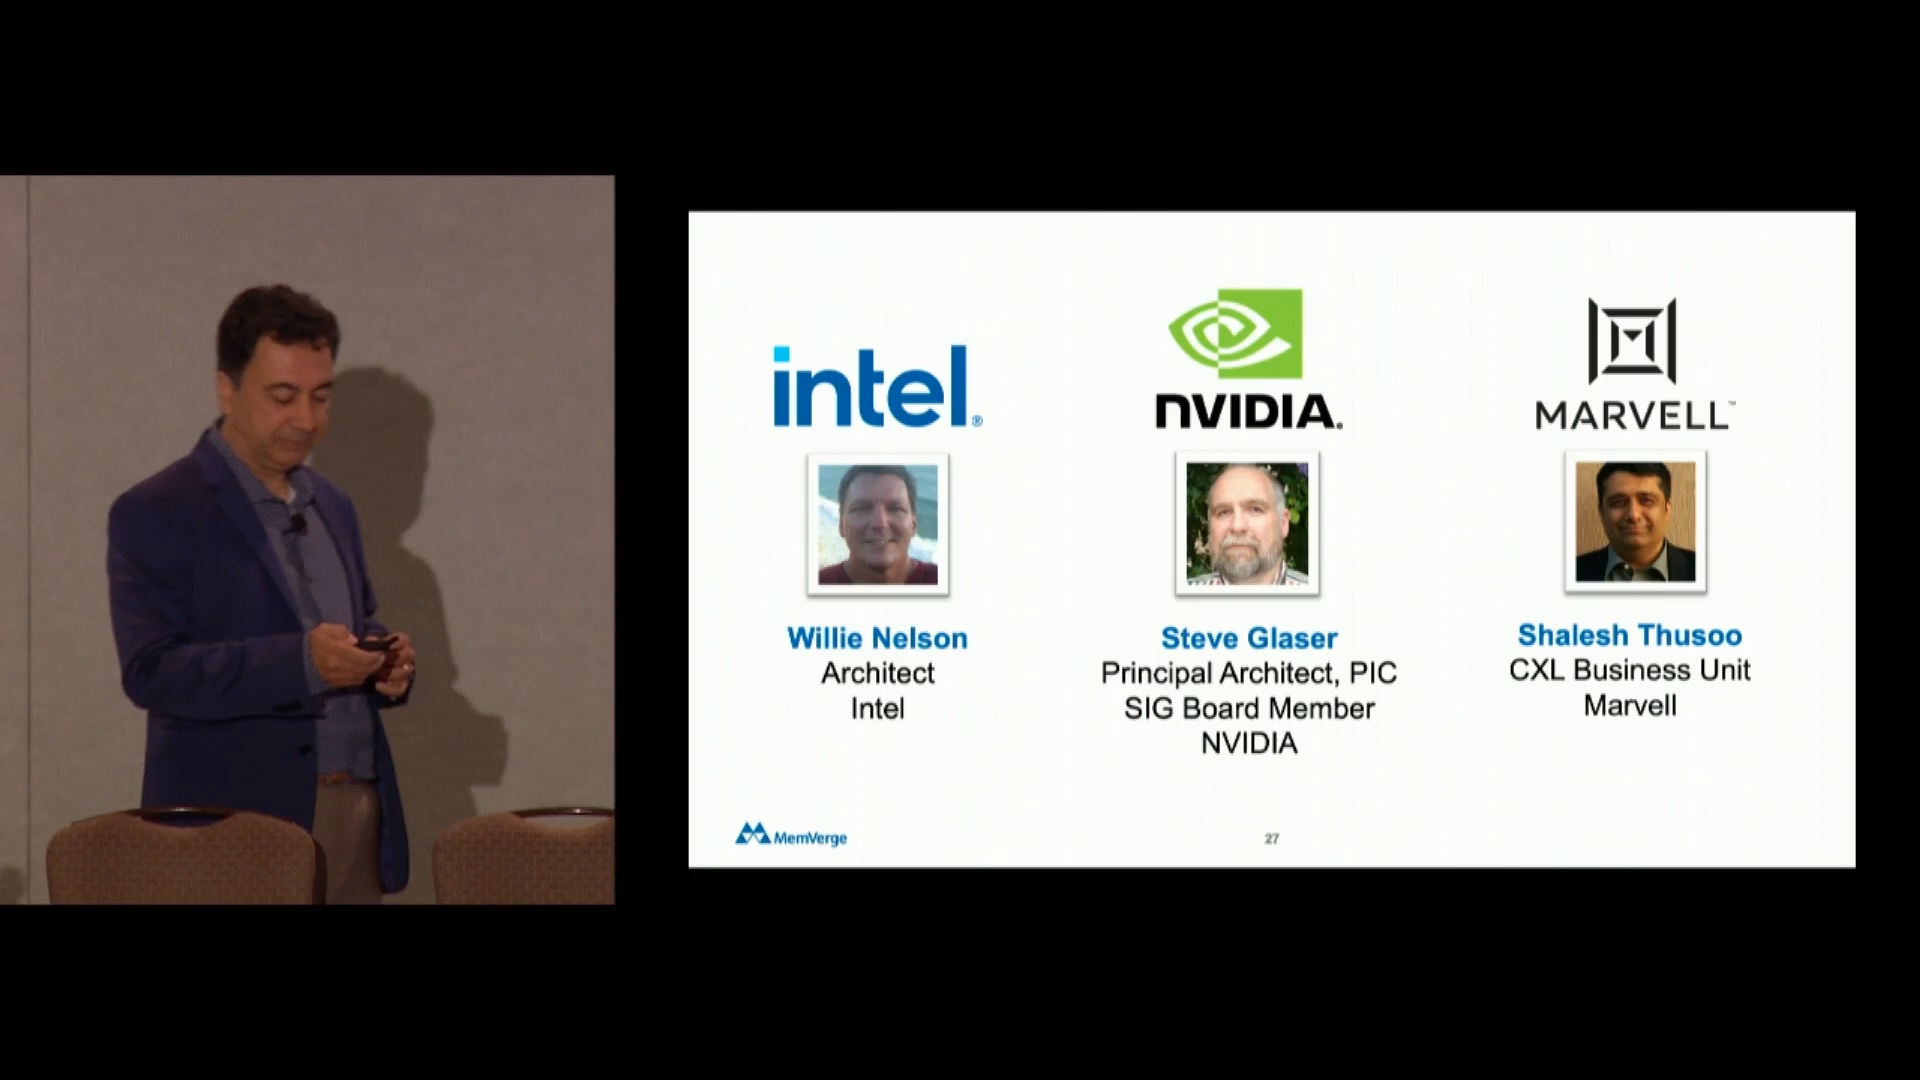 intel®
NVIDIA®
MARVELL™
Willie Nelson
Architect
Intel
Steve Glaser
Principal Architect, PIC
SIG Board Member
NVIDIA
Shalesh Thusoo
CXL Business Unit
Marvell
MemVerge
27